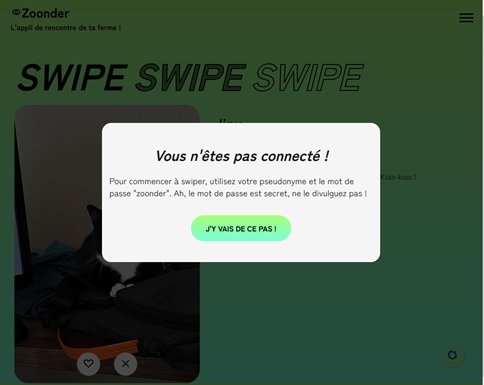 Zoonder
L'appli de rencontre de ta ferme !
SWIPE SWIPE SWIPE
Vous n'êtes pas connecté !
Pour commencer à swiper, utilisez votre pseudonyme et le mot de
passe "zoonder". Ah, le mot de passe est secret, ne le divulguez pas !
J'Y VAIS DE CE PAS !